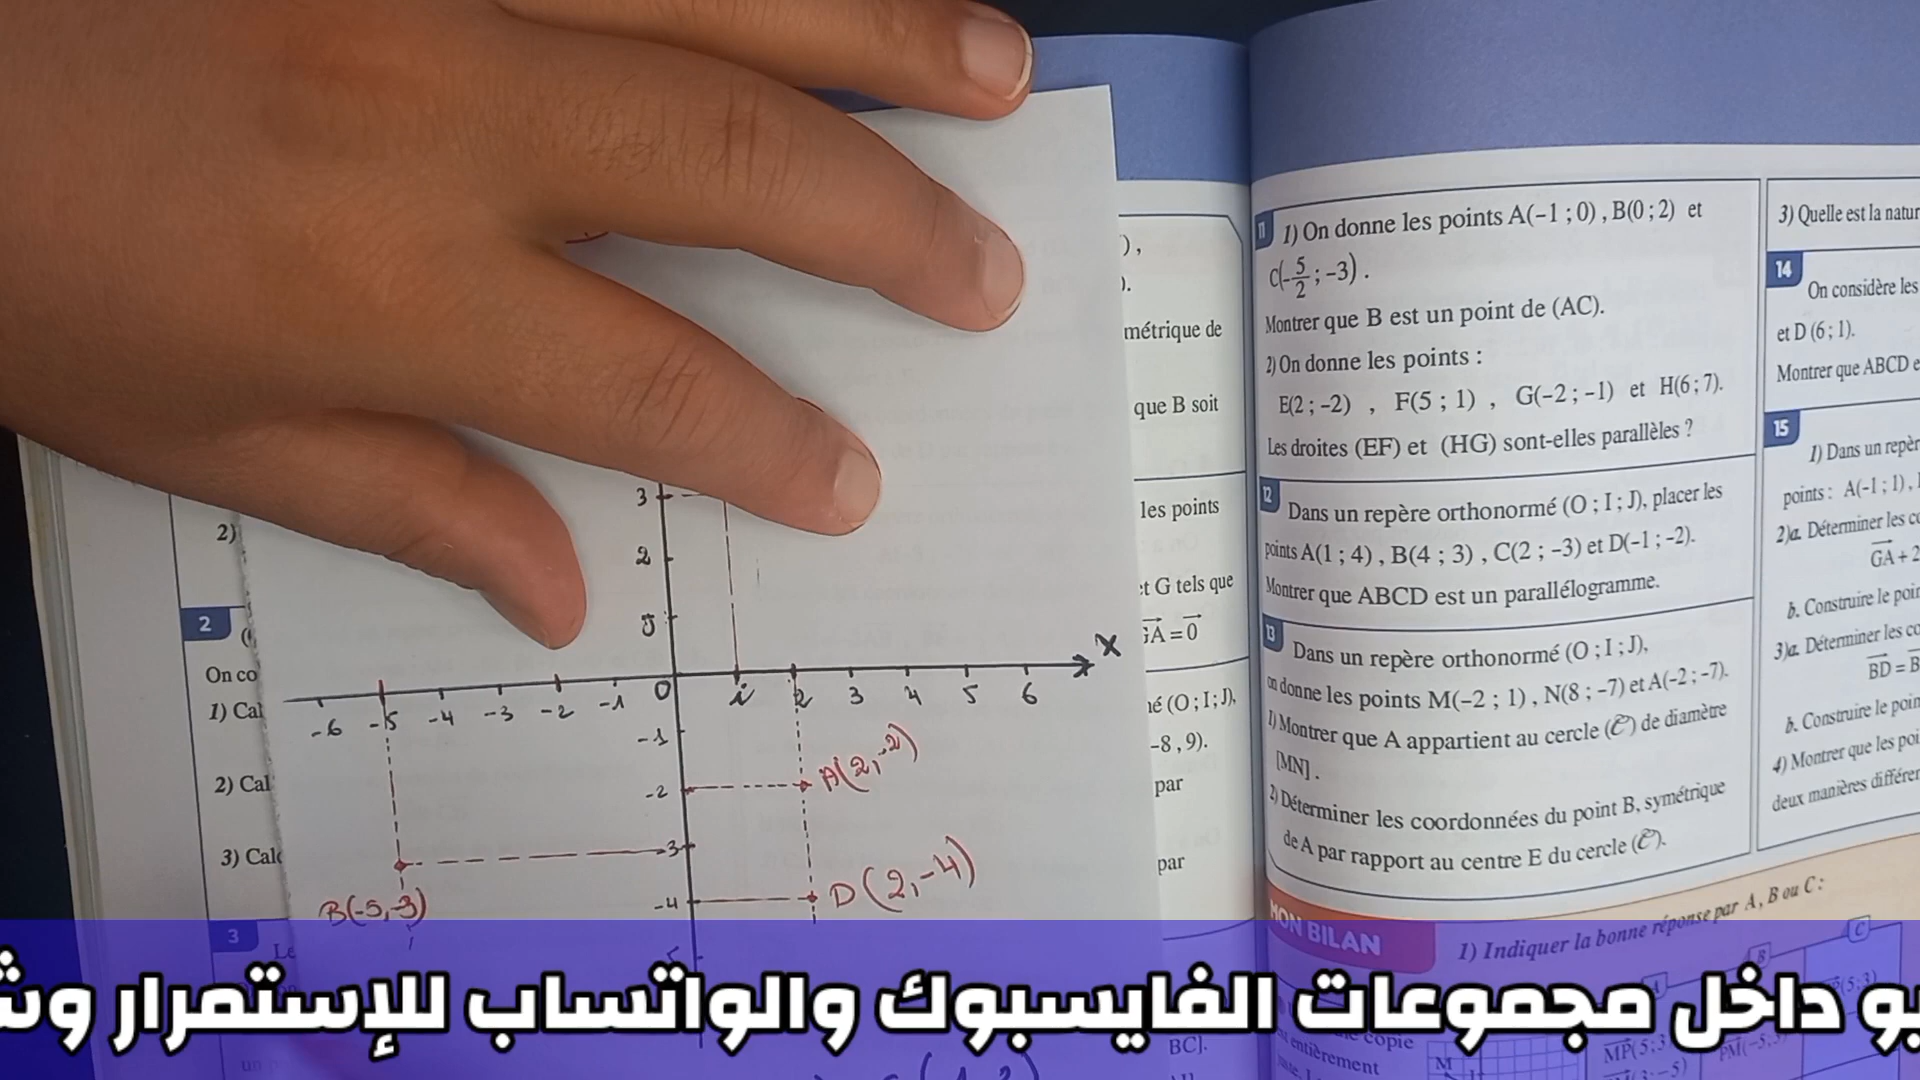 3
2
J
X
-6 -5 -4 -3 -2 -1 0 i 2 3 4 5 6
-1
-2
A(2,-2)
-3
B(-5,-3)
-4
D(2,-4)
2)
2
On co
1) Cal
2) Cal
3) Calc
3
Le
),
).
métrique de
que B soit
les points
et G tels que
GA = 0
né (O ; I ; J),
-8 , 9).
par
par
BC].
11 1) On donne les points A(-1 ; 0) , B(0 ; 2) et
C(-5/2 ; -3) .
Montrer que B est un point de (AC).
2) On donne les points :
E(2 ; -2) , F(5 ; 1) , G(-2 ; -1) et H(6 ; 7).
Les droites (EF) et (HG) sont-elles parallèles ?
12 Dans un repère orthonormé (O ; I ; J), placer les
points A(1 ; 4) , B(4 ; 3) , C(2 ; -3) et D(-1 ; -2).
Montrer que ABCD est un parallélogramme.
13 Dans un repère orthonormé (O ; I ; J),
on donne les points M(-2 ; 1) , N(8 ; -7) et A(-2 ; -7).
1) Montrer que A appartient au cercle (C) de diamètre
[MN] .
2) Déterminer les coordonnées du point B, symétrique
de A par rapport au centre E du cercle (C).
3) Quelle est la natur
14 On considère les
et D (6 ; 1).
Montrer que ABCD e
15 1) Dans un repèr
points : A(-1 ; 1) ,
2)a. Déterminer les co
GA + 2
b. Construire le poin
3)a. Déterminer les co
BD = B
b. Construire le poin
4) Montrer que les poi
deux manières différer
MON BILAN
1) Indiquer la bonne réponse par A , B ou C :
A B C
copie
entièrement
M
داخل مجموعات الفايسبوك والواتساب للإستمرار